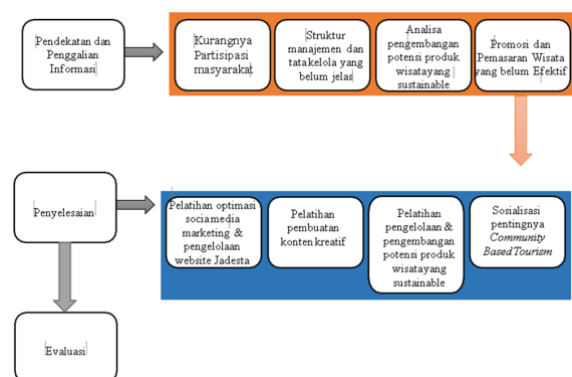 Pendekatan dan
Penggalian
Informasi
Kurangnya
Partisipasi
masyarakat
Struktur
manajemen dan
tatakelola yang
belum jelas
Analisa
pengembangan
potensi produk
wisatayang
sustainable
Promosi dan
Pemasaran Wisata
yang belum Efektif
Penyelesaian
Pelatihan optimasi
socia media
marketing &
pengelolaan
website Jadesta
Pelatihan
pembuatan
konten kreatif
Pelatihan
pengelolaan &
pengembangan
potensi produk
wisatayang
sustainable
Sosialisasi
pentingnya
Community
Based Tourism
Evaluasi